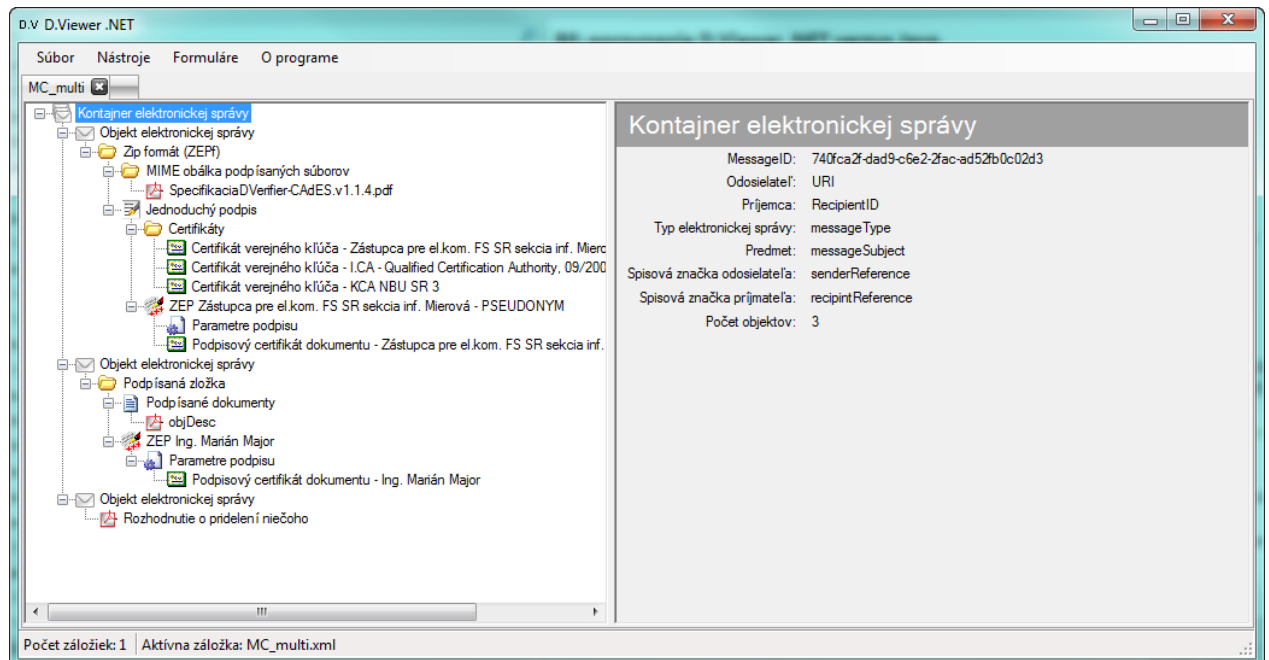 D.V D.Viewer .NET
Súbor Nástroje Formuláre O programe
MC_multi
Kontajner elektronickej správy
Objekt elektronickej správy
Zip formát (ZEPf)
MIME obálka podpísaných súborov
SpecifikaciaDVerifier-CAdES.v1.1.4.pdf
Jednoduchý podpis
Certifikáty
Certifikát verejného kľúča - Zástupca pre el.kom. FS SR sekcia inf. Mierc
Certifikát verejného kľúča - I.CA - Qualified Certification Authority, 09/200
Certifikát verejného kľúča - KCA NBU SR 3
ZEP Zástupca pre el.kom. FS SR sekcia inf. Mierová - PSEUDONYM
Parametre podpisu
Podpisový certifikát dokumentu - Zástupca pre el.kom. FS SR sekcia inf.
Objekt elektronickej správy
Podpísaná zložka
Podpísané dokumenty
objDesc
ZEP Ing. Marián Major
Parametre podpisu
Podpisový certifikát dokumentu - Ing. Marián Major
Objekt elektronickej správy
Rozhodnutie o pridelení niečoho
Kontajner elektronickej správy
MessageID: 740fca2f-dad9-c6e2-2fac-ad52fb0c02d3
Odosielateľ: URI
Príjemca: RecipientID
Typ elektronickej správy: messageType
Predmet: messageSubject
Spisová značka odosielateľa: senderReference
Spisová značka príjmateľa: recipintReference
Počet objektov: 3
Počet záložiek: 1 Aktívna záložka: MC_multi.xml